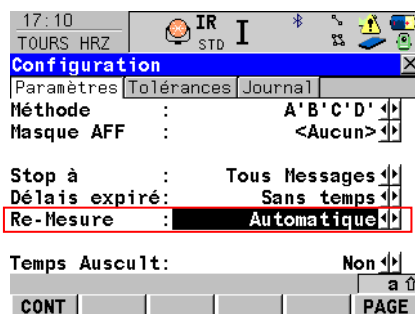 17:10
TOURS HRZ
IR
STD
I
Configuration
Paramètres Tolérances Journal
Méthode : A'B'C'D'
Masque AFF : <Aucun>
Stop à : Tous Messages
Délais expiré: Sans temps
Re-Mesure : Automatique
Temps Auscult: Non
a
CONT PAGE